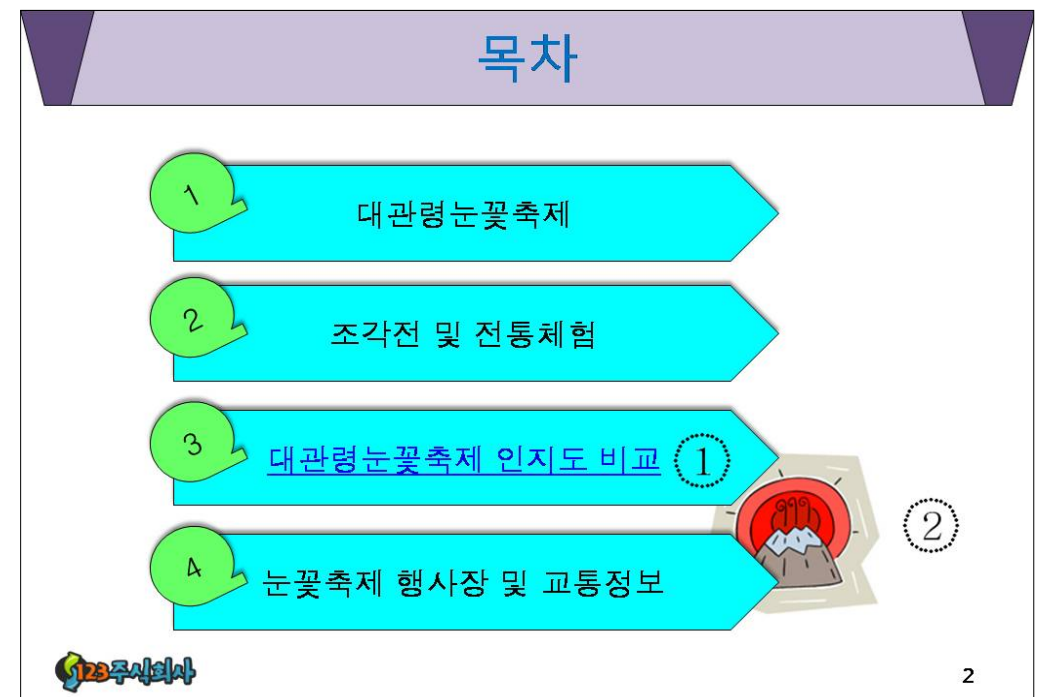 목차
1
대관령눈꽃축제
2
조각전 및 전통체험
3
대관령눈꽃축제 인지도 비교 ①
②
4
눈꽃축제 행사장 및 교통정보
123주식회사
2